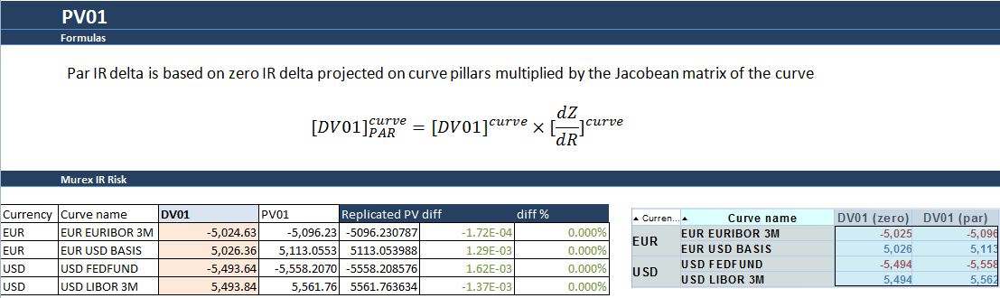 PV01
Formulas
Par IR delta is based on zero IR delta projected on curve pillars multiplied by the Jacobean matrix of the curve
[DV01]^{curve}_{PAR} = [DV01]^{curve} × [dZ/dR]^{curve}
Murex IR Risk
Currency Curve name DV01 PV01 Replicated PV diff diff %
EUR EUR EURIBOR 3M -5,024.63 -5,096.23 -5096.230787 -1.72E-04 0.000%
EUR EUR USD BASIS 5,026.36 5,113.0553 5113.053988 1.29E-03 0.000%
USD USD FEDFUND -5,493.64 -5,558.2070 -5558.208576 1.62E-03 0.000%
USD USD LIBOR 3M 5,493.84 5,561.76 5561.763634 -1.37E-03 0.000%
Curren... Curve name DV01 (zero) DV01 (par)
EUR EUR EURIBOR 3M -5,025 -5,096
EUR USD BASIS 5,026 5,113
USD USD FEDFUND -5,494 -5,558
USD LIBOR 3M 5,494 5,562